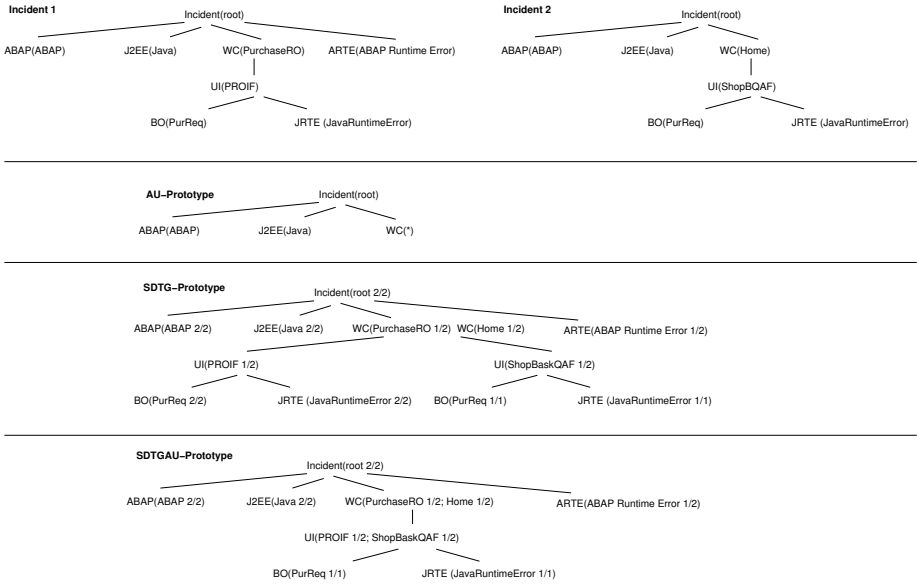 Incident 1 Incident(root) Incident 2 Incident(root)
ABAP(ABAP) J2EE(Java) WC(PurchaseRO) ARTE(ABAP Runtime Error) ABAP(ABAP) J2EE(Java) WC(Home)
UI(PROIF) UI(ShopBQAF)
BO(PurReq) JRTE (JavaRuntimeError) BO(PurReq) JRTE (JavaRuntimeError)
AU–Prototype Incident(root)
ABAP(ABAP) J2EE(Java) WC(*)
SDTG–Prototype Incident(root 2/2)
ABAP(ABAP 2/2) J2EE(Java 2/2) WC(PurchaseRO 1/2) WC(Home 1/2) ARTE(ABAP Runtime Error 1/2)
UI(PROIF 1/2) UI(ShopBaskQAF 1/2)
BO(PurReq 2/2) JRTE (JavaRuntimeError 2/2) BO(PurReq 1/1) JRTE (JavaRuntimeError 1/1)
SDTGAU–Prototype
Incident(root 2/2)
ABAP(ABAP 2/2) J2EE(Java 2/2) WC(PurchaseRO 1/2; Home 1/2) ARTE(ABAP Runtime Error 1/2)
UI(PROIF 1/2; ShopBaskQAF 1/2)
BO(PurReq 1/1) JRTE (JavaRuntimeError 1/1)